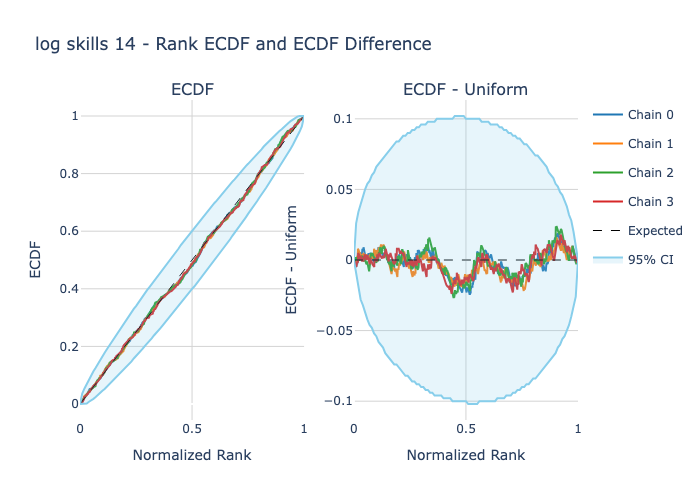 log skills 14 - Rank ECDF and ECDF Difference
ECDF
ECDF - Uniform
1
0.8
0.6
0.4
0.2
0
ECDF
0
0.5
1
Normalized Rank
0.1
0.05
0
−0.05
−0.1
ECDF - Uniform
0
0.5
1
Normalized Rank
Chain 0
Chain 1
Chain 2
Chain 3
Expected
95% CI